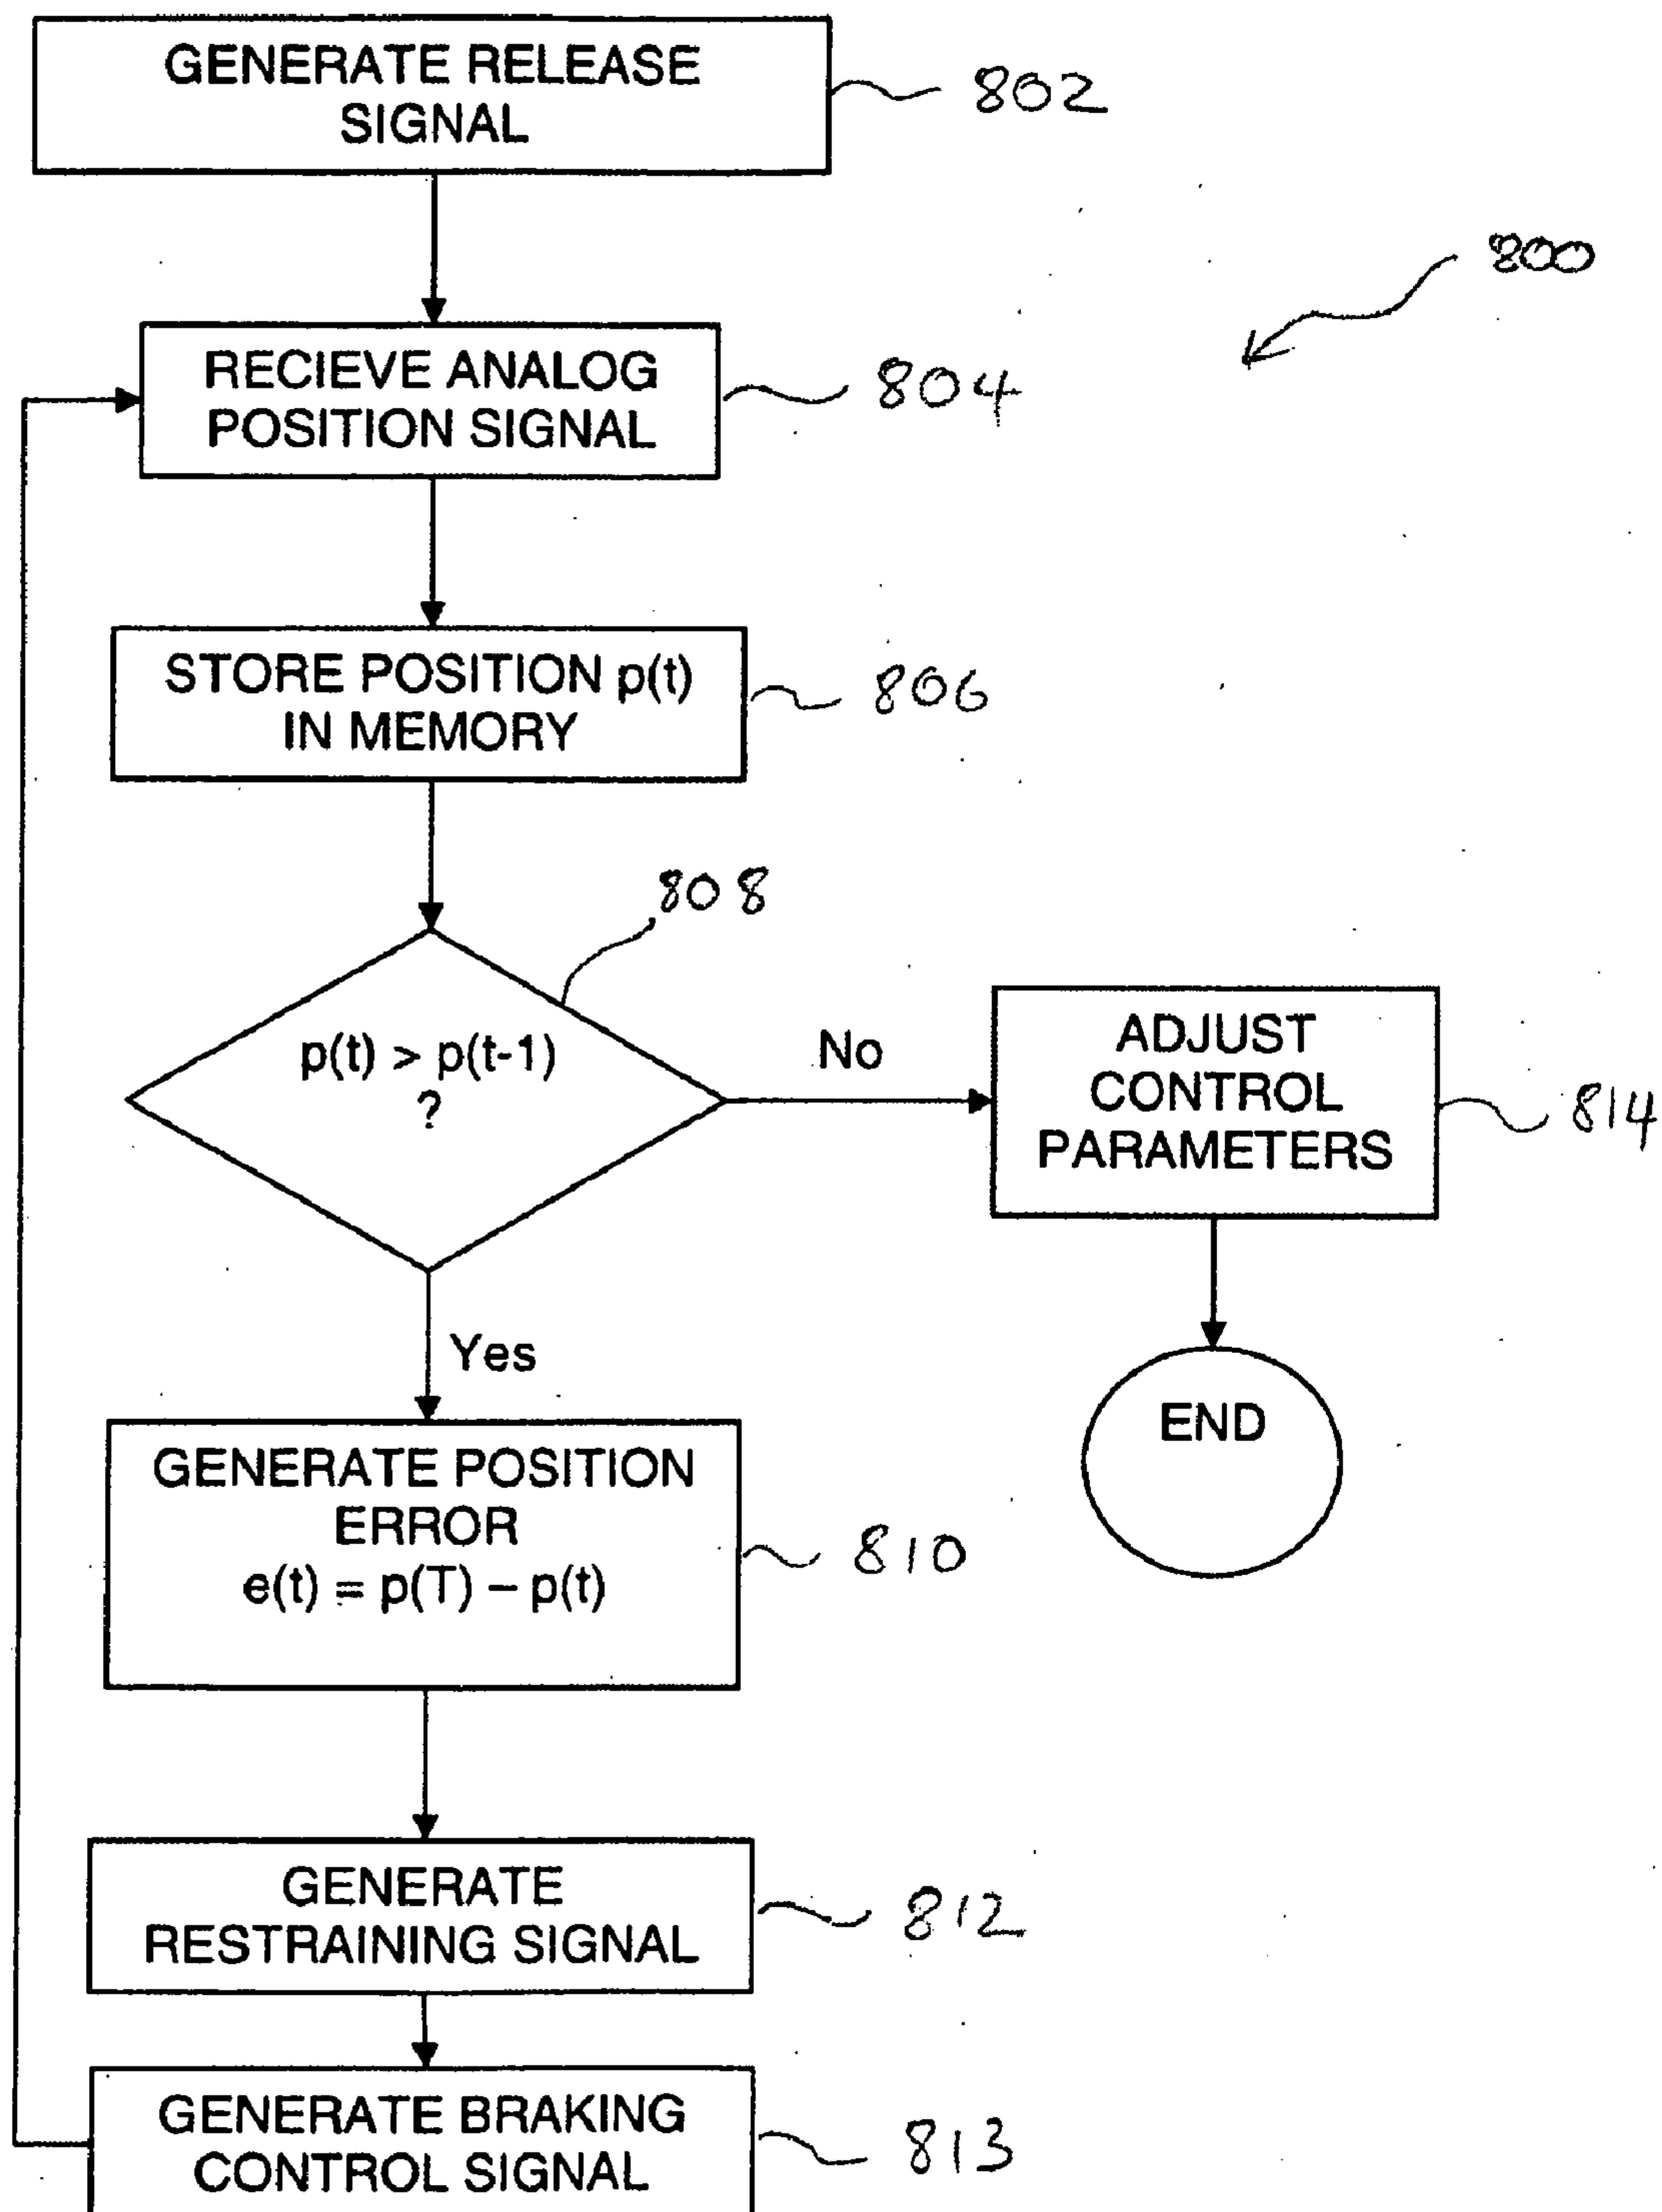 GENERATE RELEASE
SIGNAL
802
800
RECIEVE ANALOG
POSITION SIGNAL
804
STORE POSITION p(t)
IN MEMORY
806
808
p(t) > p(t-1)
?
No
ADJUST
CONTROL
PARAMETERS
814
Yes
END
GENERATE POSITION
ERROR
e(t) = p(T) – p(t)
810
GENERATE
RESTRAINING SIGNAL
812
GENERATE BRAKING
CONTROL SIGNAL
813